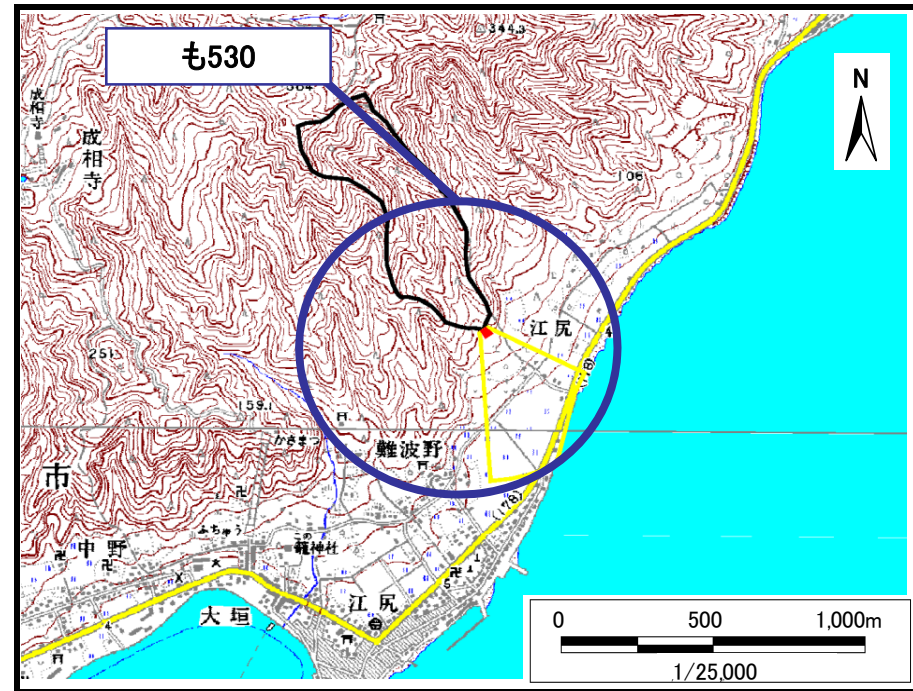 も530
344.3
N
成相寺
成相寺
106
江尻
251
159.1
かさまつ
難波野
(178)
市
(178)
ふちゅう
この
籠神社
中野
江尻
大垣
0 500 1,000m
1/25,000